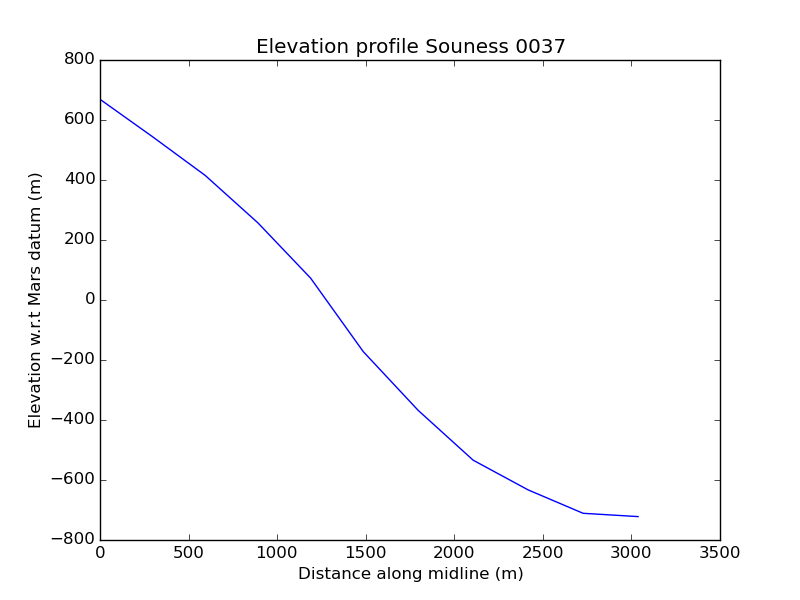 Elevation profile Souness 0037
800
600
400
200
0
−200
−400
−600
−800
Elevation w.r.t Mars datum (m)
0 500 1000 1500 2000 2500 3000 3500
Distance along midline (m)